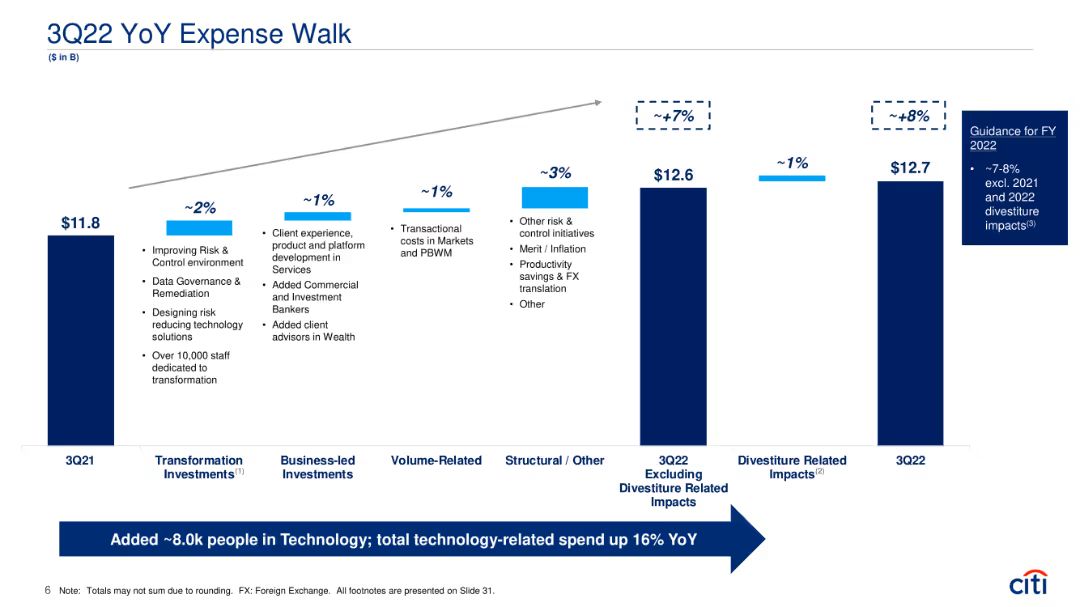 3Q22 YoY Expense Walk
($ in B)
$11.8
~2%
• Improving Risk &
Control environment
• Data Governance &
Remediation
• Designing risk
reducing technology
solutions
• Over 10,000 staff
dedicated to
transformation
~1%
• Client experience,
product and platform
development in
Services
• Added Commercial
and Investment
Bankers
• Added client
advisors in Wealth
~1%
• Transactional
costs in Markets
and PBWM
~3%
• Other risk &
control initiatives
• Merit / Inflation
• Productivity
savings & FX
translation
• Other
~+7%
$12.6
~1%
~+8%
$12.7
Guidance for FY
2022
• ~7-8%
excl. 2021
and 2022
divestiture
impacts(3)
3Q21
Transformation
Investments(1)
Business-led
Investments
Volume-Related
Structural / Other
3Q22
Excluding
Divestiture Related
Impacts
Divestiture Related
Impacts(2)
3Q22
Added ~8.0k people in Technology; total technology-related spend up 16% YoY
6 Note: Totals may not sum due to rounding. FX: Foreign Exchange. All footnotes are presented on Slide 31.
citi